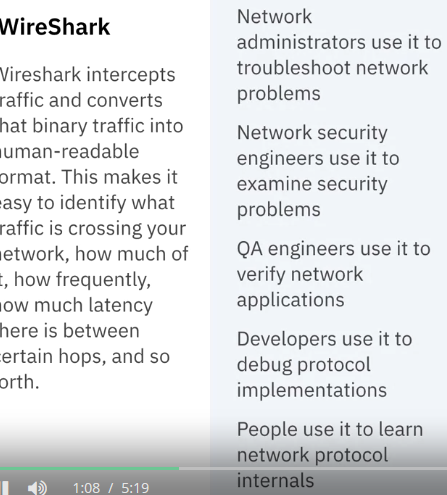 WireShark
Wireshark intercepts
raffic and converts
hat binary traffic into
uman-readable
ormat. This makes it
easy to identify what
raffic is crossing your
network, how much of
t, how frequently,
how much latency
here is between
certain hops, and so
orth.
Network
administrators use it to
troubleshoot network
problems
Network security
engineers use it to
examine security
problems
QA engineers use it to
verify network
applications
Developers use it to
debug protocol
implementations
People use it to learn
network protocol
internals
1:08 / 5:19